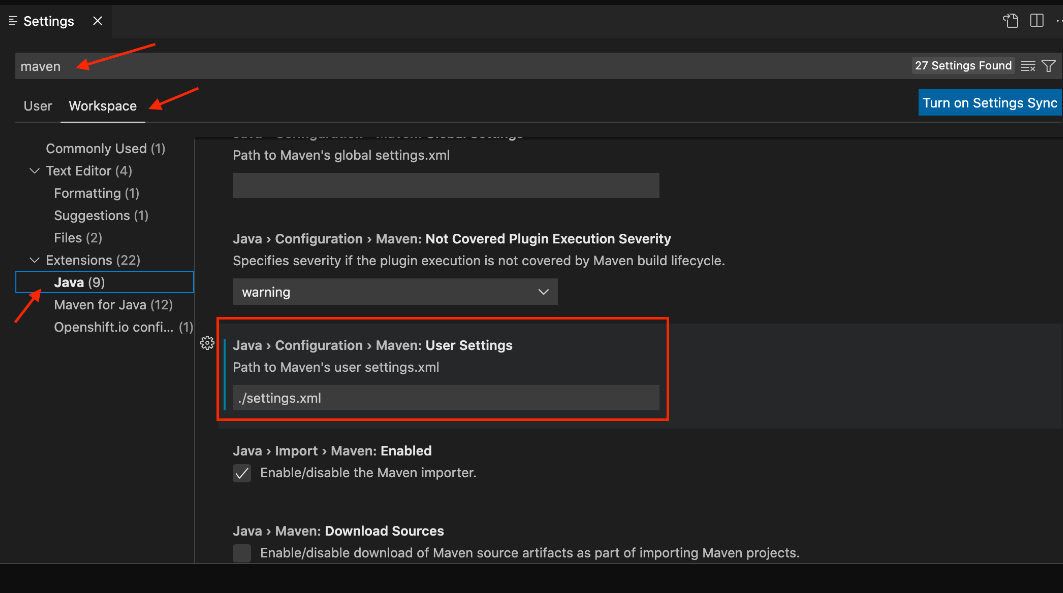 Settings
maven
27 Settings Found
User
Workspace
Turn on Settings Sync
Commonly Used (1)
Text Editor (4)
Formatting (1)
Suggestions (1)
Files (2)
Extensions (22)
Java (9)
Maven for Java (12)
Openshift.io confi... (1)
Java › Configuration › Maven: Global Settings
Path to Maven's global settings.xml
Java › Configuration › Maven: Not Covered Plugin Execution Severity
Specifies severity if the plugin execution is not covered by Maven build lifecycle.
warning
Java › Configuration › Maven: User Settings
Path to Maven's user settings.xml
./settings.xml
Java › Import › Maven: Enabled
Enable/disable the Maven importer.
Java › Maven: Download Sources
Enable/disable download of Maven source artifacts as part of importing Maven projects.